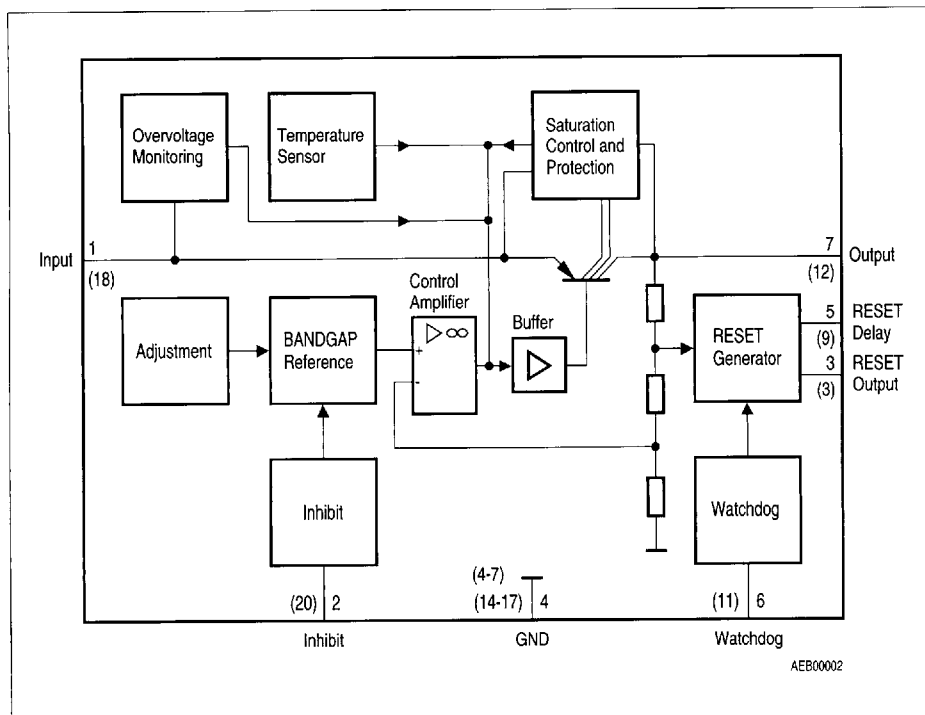 Overvoltage
Monitoring
Temperature
Sensor
Saturation
Control and
Protection
Input
1
(18)
7
(12)
Output
Control
Amplifier
Buffer
Adjustment
BANDGAP
Reference
∞
+
-
RESET
Generator
5
(9)
RESET
Delay
3
(3)
RESET
Output
Inhibit
Watchdog
(20) 2
(4-7)
(14-17) 4
(11) 6
Inhibit
GND
Watchdog
AEB00002